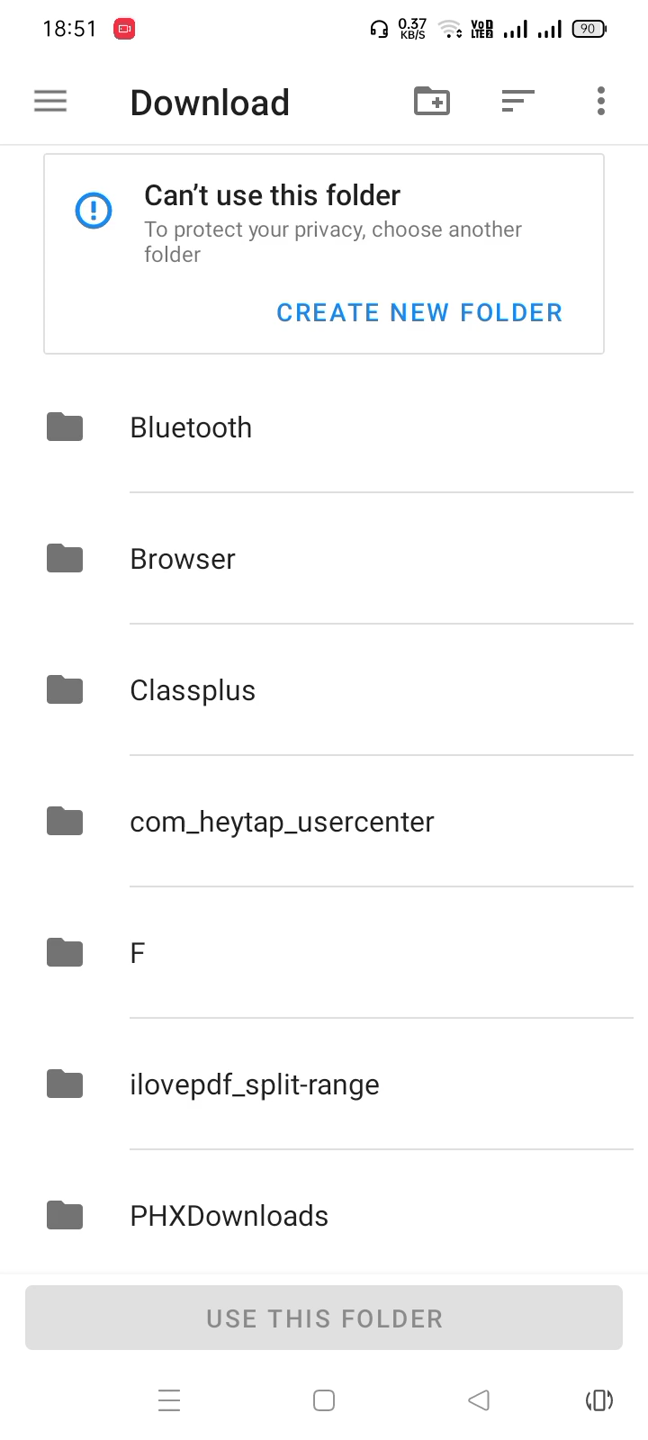 18:51
0.37 KB/S
VoD LTE2
90
Download
Can’t use this folder
To protect your privacy, choose another
folder
CREATE NEW FOLDER
Bluetooth
Browser
Classplus
com_heytap_usercenter
F
ilovepdf_split-range
PHXDownloads
USE THIS FOLDER